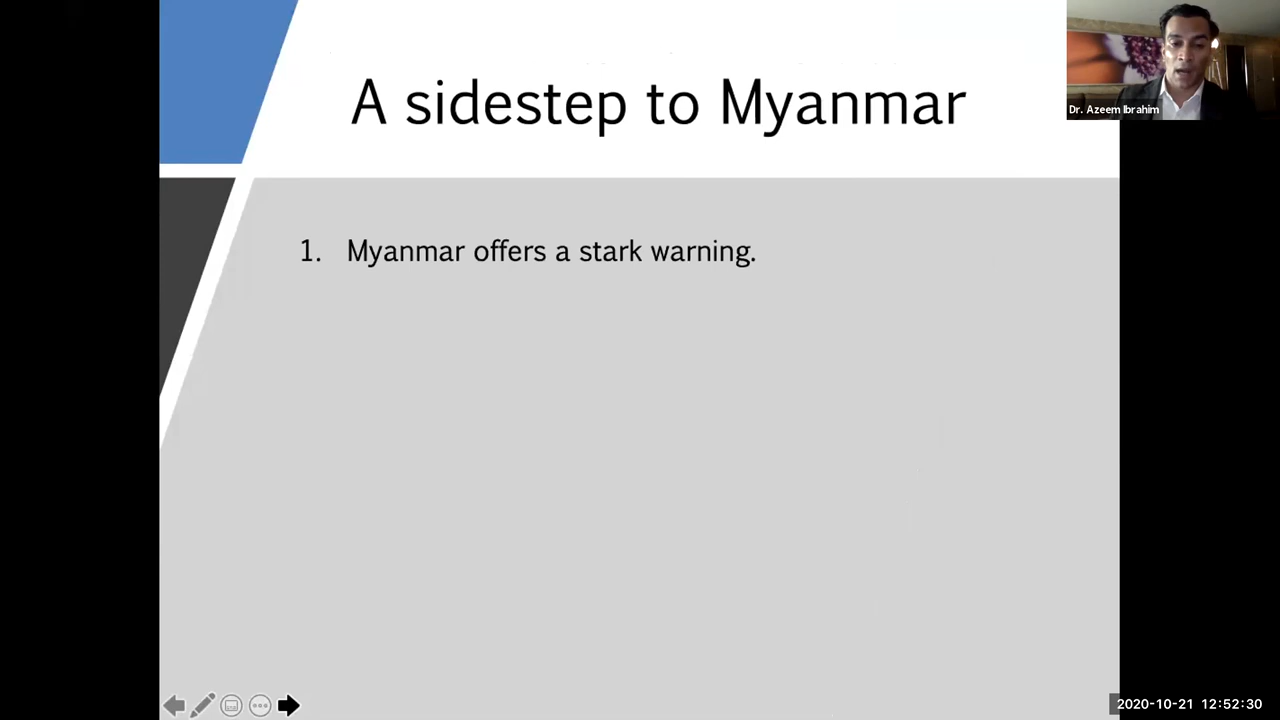 A sidestep to Myanmar
Dr. Azeem Ibrahim
1. Myanmar offers a stark warning.
2020-10-21 12:52:30